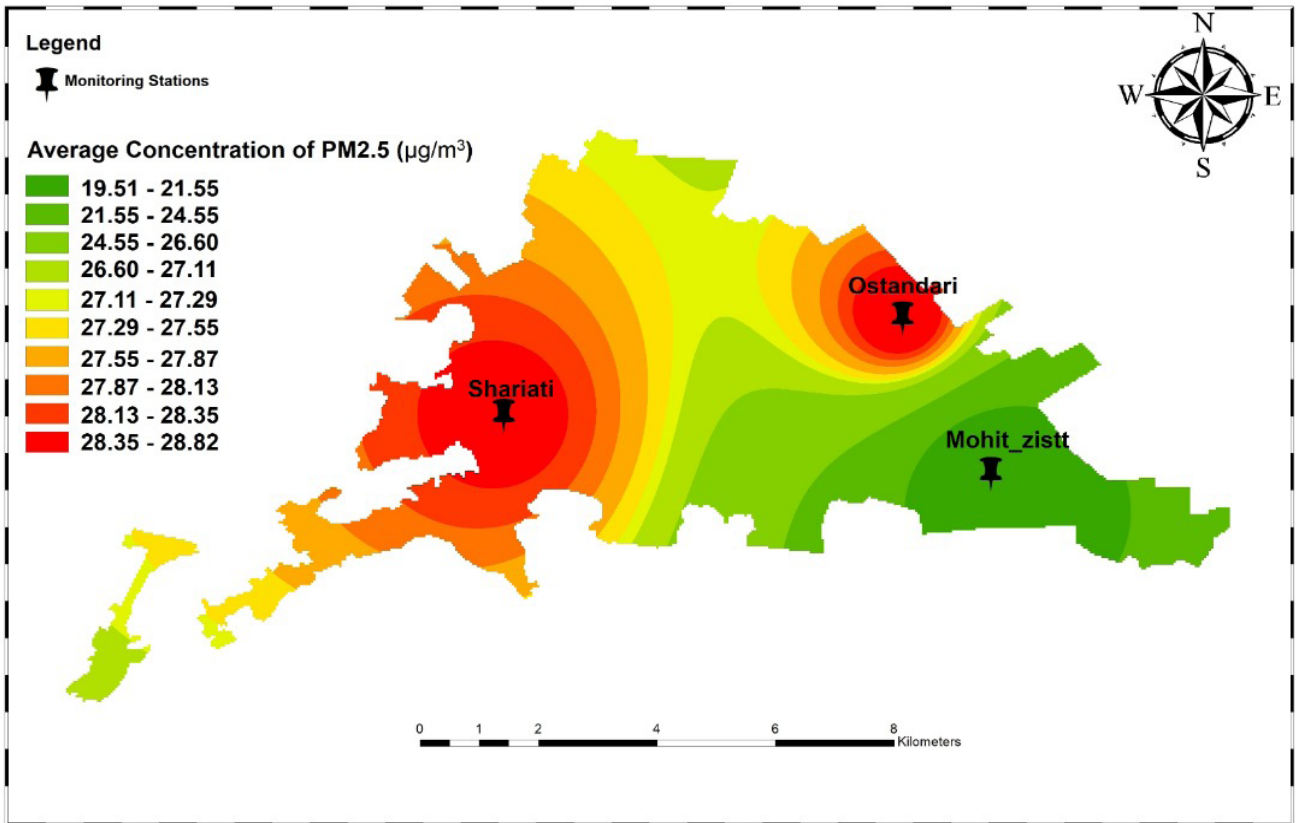 Legend
Monitoring Stations
Average Concentration of PM2.5 (µg/m³)
19.51 - 21.55
21.55 - 24.55
24.55 - 26.60
26.60 - 27.11
27.11 - 27.29
27.29 - 27.55
27.55 - 27.87
27.87 - 28.13
28.13 - 28.35
28.35 - 28.82
N
W E
S
Ostandari
Shariati
Mohit_zistt
0 1 2 4 6 8
Kilometers